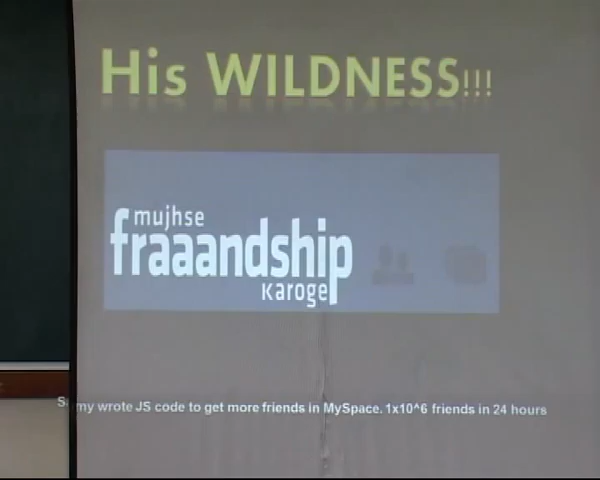 His WILDNESS!!!
mujhse
fraaandship
Karoge
Samy wrote JS code to get more friends in MySpace. 1x10^6 friends in 24 hours